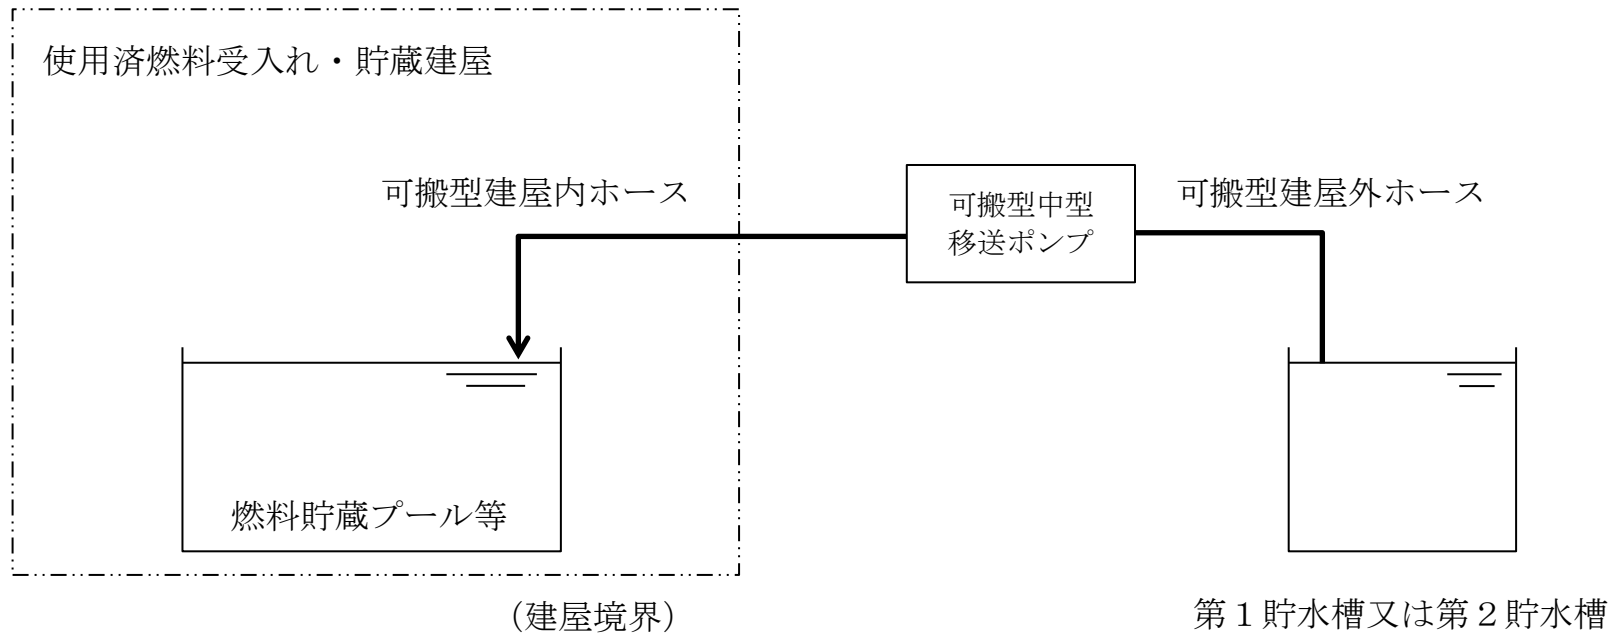 使用済燃料受入れ・貯蔵建屋
可搬型建屋内ホース
可搬型中型
移送ポンプ
可搬型建屋外ホース
燃料貯蔵プール等
(建屋境界)
第1貯水槽又は第2貯水槽